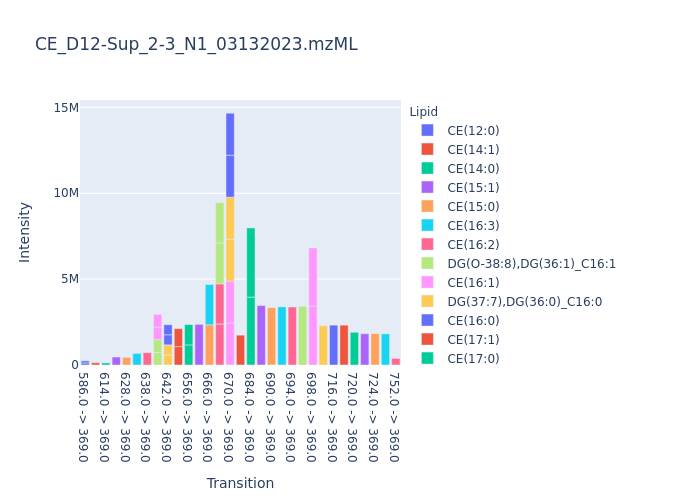 CE_D12-Sup_2-3_N1_03132023.mzML
Lipid
CE(12:0)
CE(14:1)
CE(14:0)
CE(15:1)
CE(15:0)
CE(16:3)
CE(16:2)
DG(O-38:8),DG(36:1)_C16:1
CE(16:1)
DG(37:7),DG(36:0)_C16:0
CE(16:0)
CE(17:1)
CE(17:0)
Intensity
15M
10M
5M
0
586.0 -> 369.0
614.0 -> 369.0
628.0 -> 369.0
638.0 -> 369.0
642.0 -> 369.0
656.0 -> 369.0
666.0 -> 369.0
670.0 -> 369.0
684.0 -> 369.0
690.0 -> 369.0
694.0 -> 369.0
698.0 -> 369.0
716.0 -> 369.0
720.0 -> 369.0
724.0 -> 369.0
752.0 -> 369.0
Transition